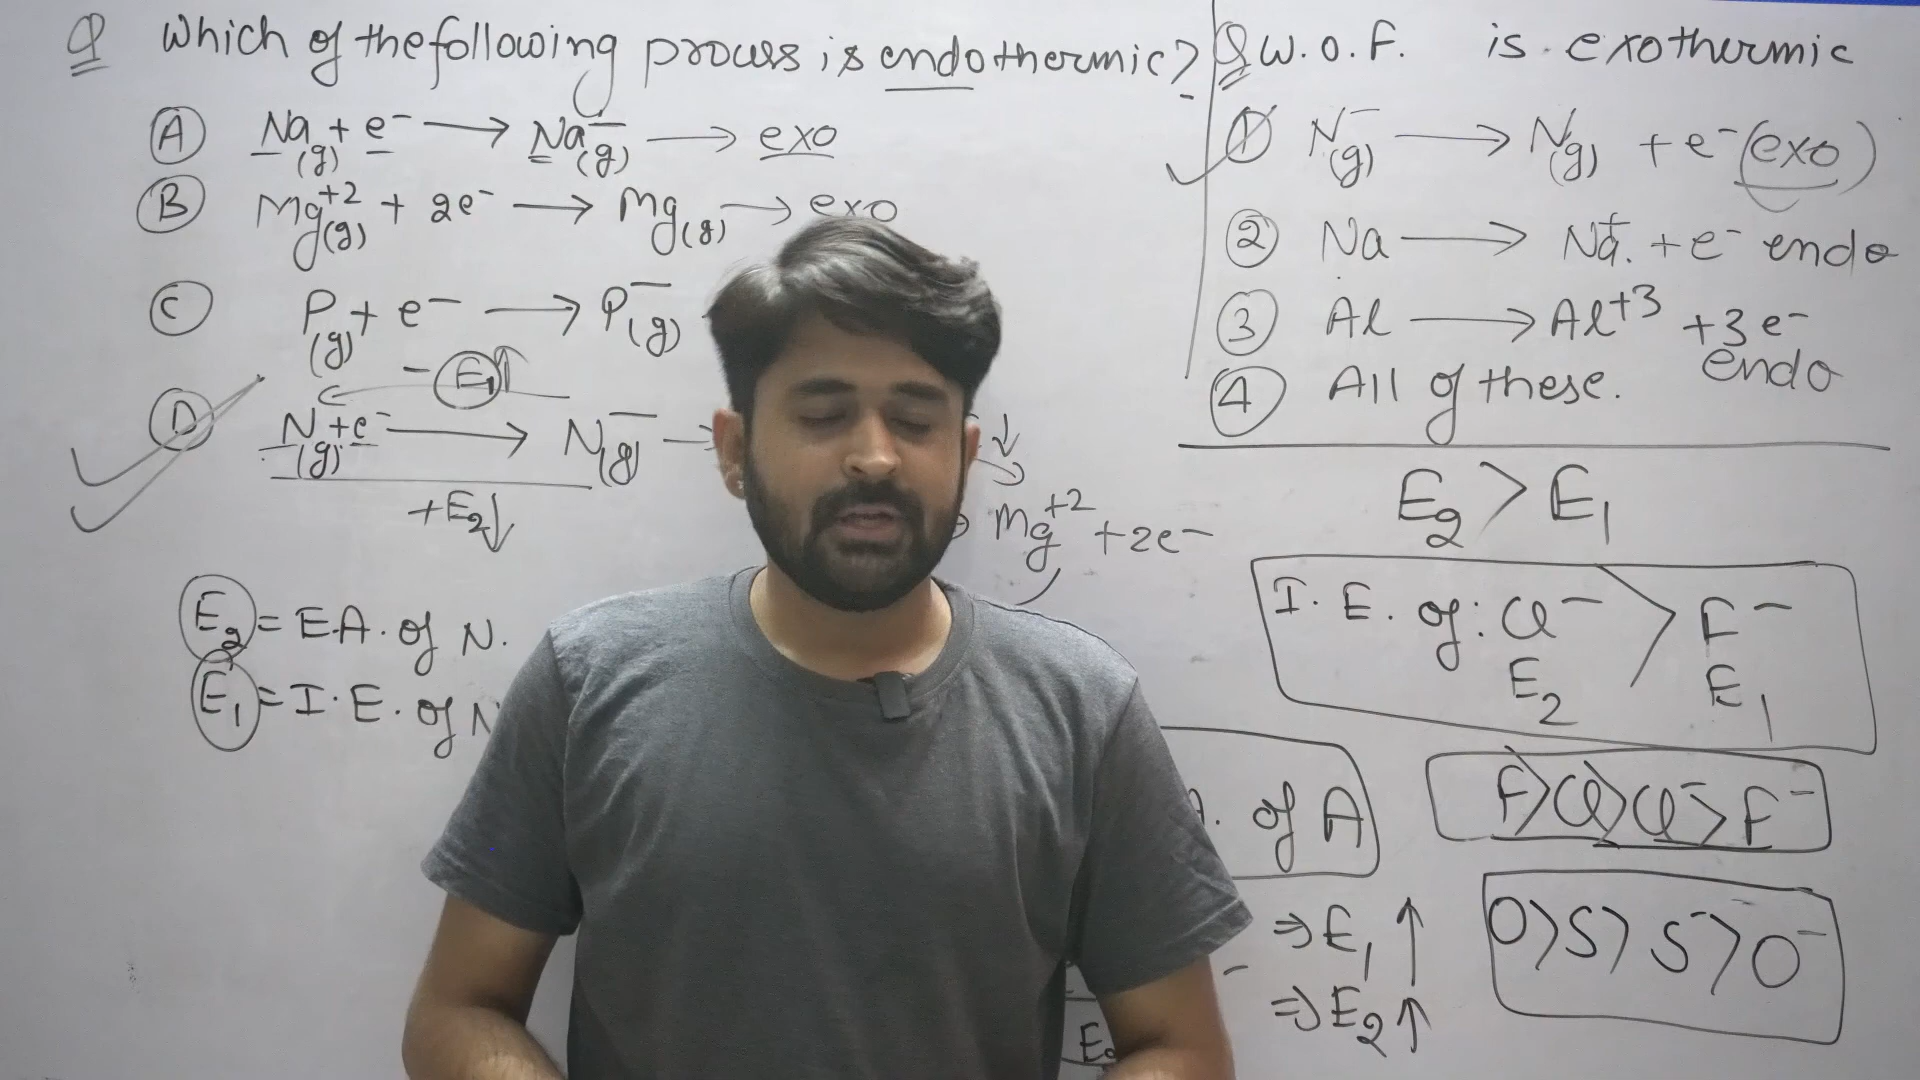 Q Which of the following process is endothermic?
(A) Na(g) + e⁻ → Na⁻(g) → exo
(B) Mg⁺²(g) + 2e⁻ → Mg(g) → exo
(C) P(g) + e⁻ → P⁻(g)
- E₁↑
(D) N(g) + e⁻ → N⁻(g) →
+E₂↓
E₂ = E.A. of N.
E₁ = I.E. of N
Mg⁺² + 2e⁻
Q W.O.F. is exothermic
(1) N⁻(g) → N(g) + e⁻ (exo)
(2) Na → Na⁺ + e⁻ endo
(3) Al → Al⁺³ + 3e⁻
endo
(4) All of these.
E₂ > E₁
I.E. of : Cl⁻ > F⁻
E₂ E₁
of A
F > Cl > Cl⁻ > F⁻
⇒ E₁ ↑
⇒ E₂ ↑
O > S > S⁻ > O⁻